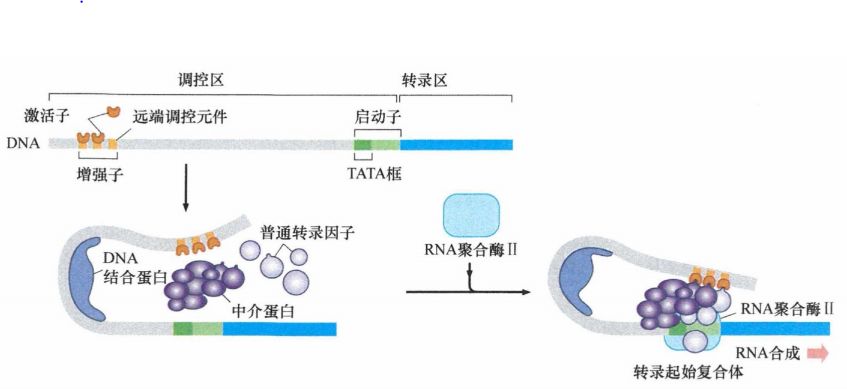 调控区
转录区
激活子
远端调控元件
启动子
DNA
增强子
TATA框
普通转录因子
DNA
结合蛋白
中介蛋白
RNA聚合酶Ⅱ
RNA聚合酶Ⅱ
RNA合成
转录起始复合体